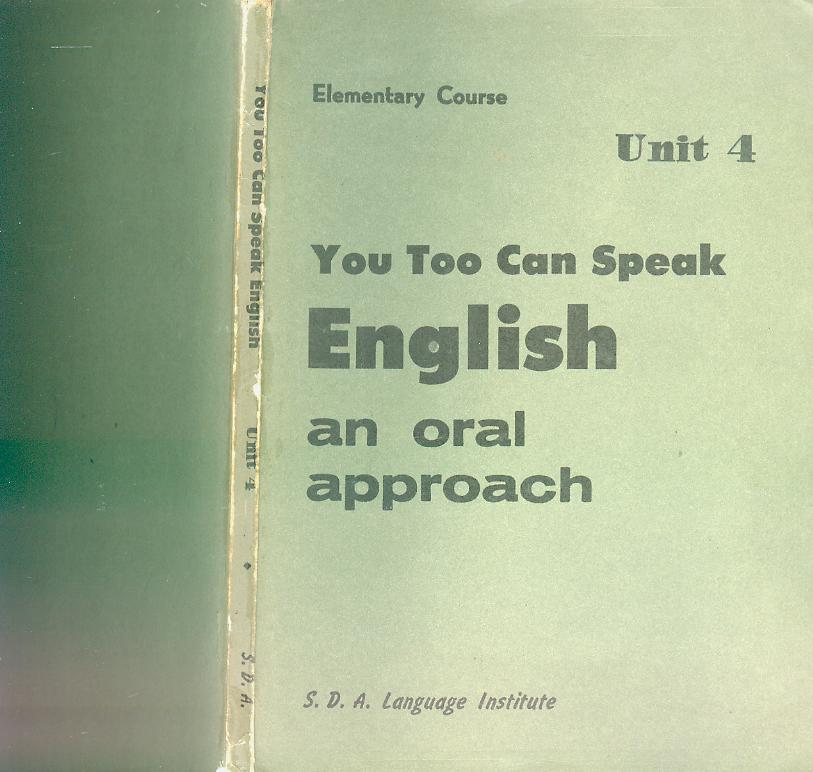 You Too Can Speak English Unit 4 S. D. A.
Elementary Course
Unit 4
You Too Can Speak
English
an oral
approach
S. D. A. Language Institute